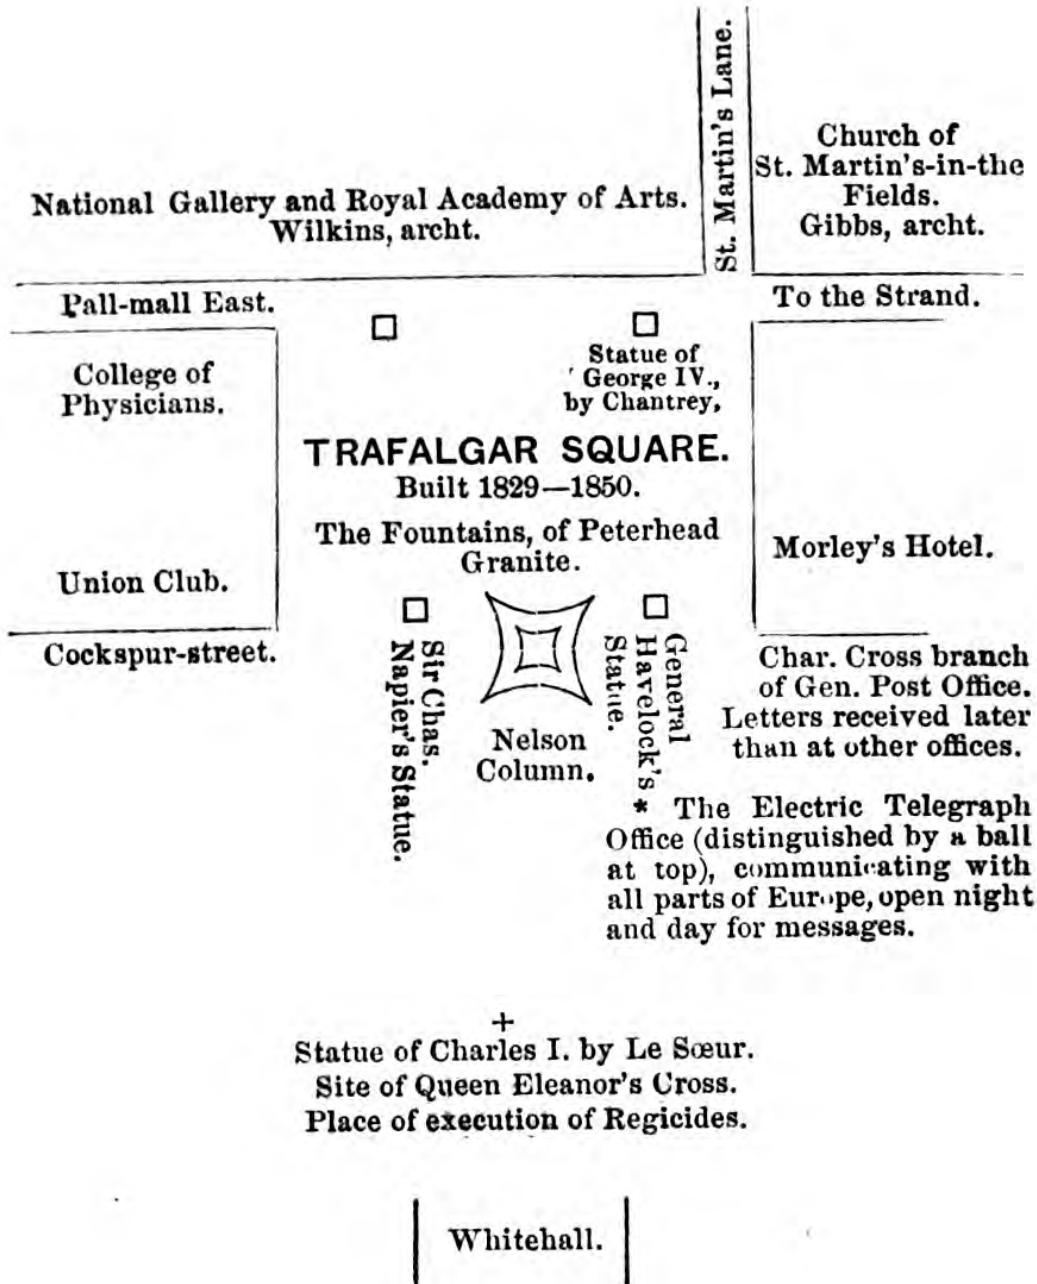 St. Martin's Lane.
Church of
St. Martin's-in-the
Fields.
Gibbs, archt.
National Gallery and Royal Academy of Arts.
Wilkins, archt.
Pall-mall East.
To the Strand.
College of
Physicians.
Statue of
George IV.,
by Chantrey,
TRAFALGAR SQUARE.
Built 1829—1850.
The Fountains, of Peterhead
Granite.
Morley's Hotel.
Union Club.
Cockspur-street.
Sir Chas.
Napier's Statue.
Nelson
Column.
General
Havelock's
Statue.
Char. Cross branch
of Gen. Post Office.
Letters received later
than at other offices.
* The Electric Telegraph
Office (distinguished by a ball
at top), communicating with
all parts of Europe, open night
and day for messages.
+
Statue of Charles I. by Le Sœur.
Site of Queen Eleanor's Cross.
Place of execution of Regicides.
Whitehall.